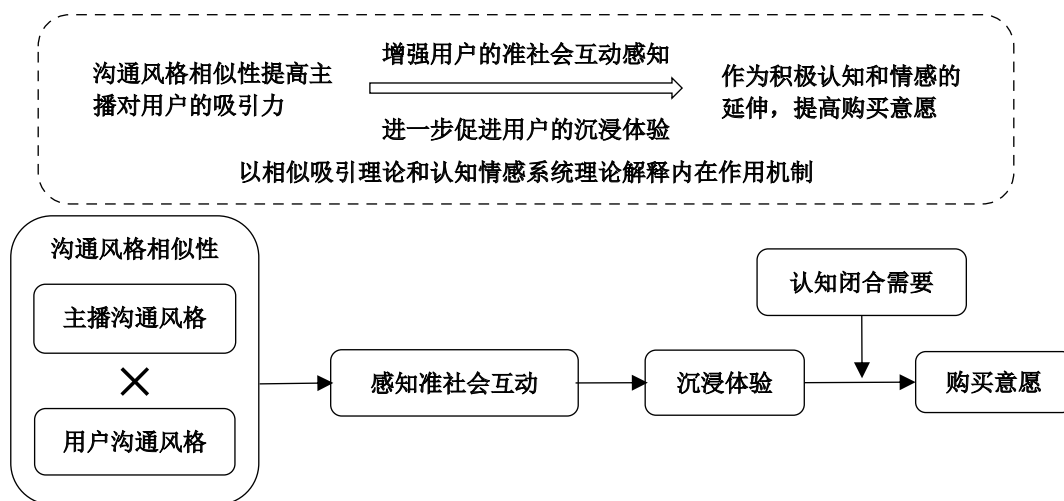 增强用户的准社会互动感知
沟通风格相似性提高主
播对用户的吸引力
作为积极认知和情感的
延伸，提高购买意愿
进一步促进用户的沉浸体验
以相似吸引理论和认知情感系统理论解释内在作用机制
沟通风格相似性
主播沟通风格
用户沟通风格
感知准社会互动
沉浸体验
认知闭合需要
购买意愿